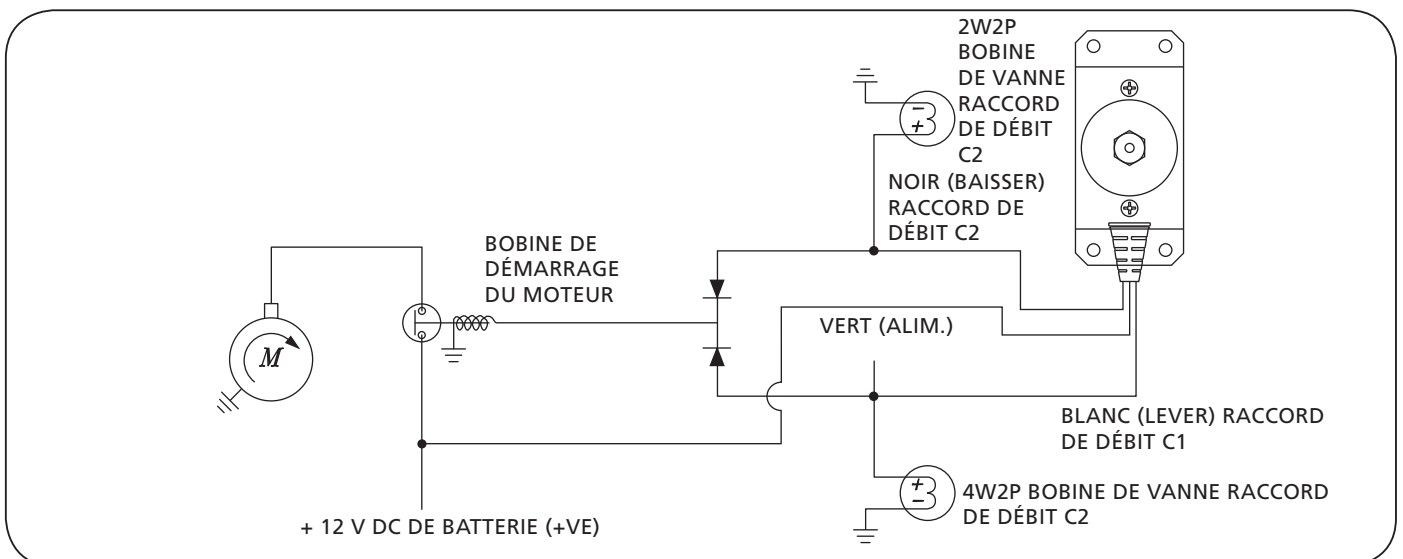 2W2P
BOBINE
DE VANNE
RACCORD
DE DÉBIT
C2
NOIR (BAISSER)
RACCORD DE
DÉBIT C2
BOBINE DE
DÉMARRAGE
DU MOTEUR
M
VERT (ALIM.)
BLANC (LEVER) RACCORD
DE DÉBIT C1
4W2P BOBINE DE VANNE RACCORD
DE DÉBIT C2
+ 12 V DC DE BATTERIE (+VE)